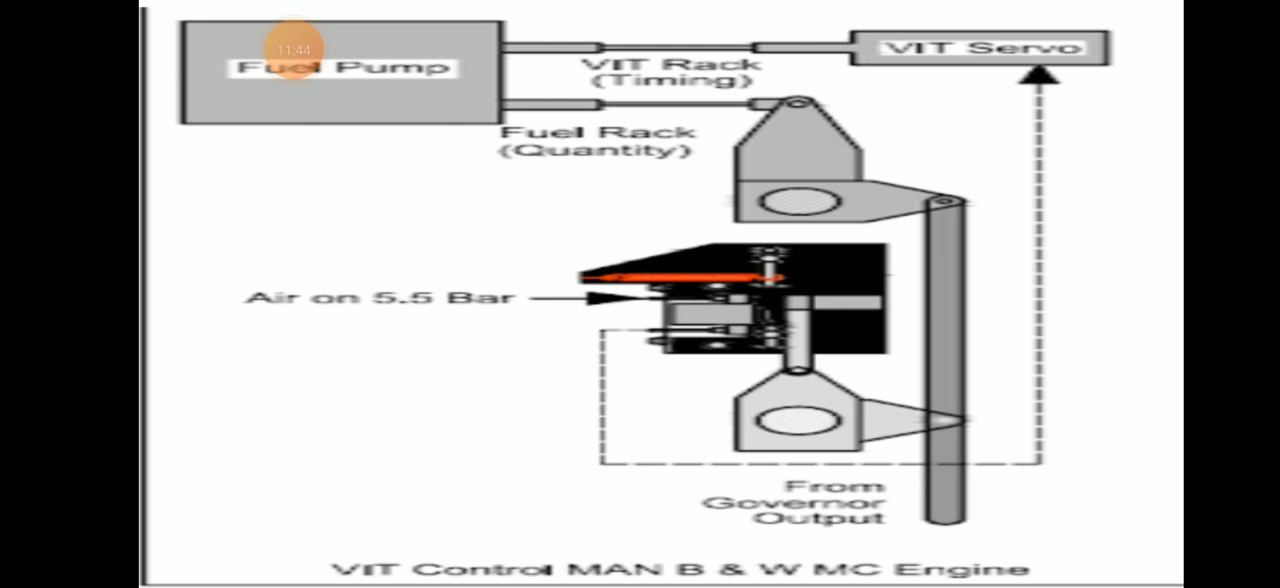 11:44
Fuel Pump
VIT Servo
VIT Rack
(Timing)
Fuel Rack
(Quantity)
Air on 5.5 Bar
From
Governor
Output
VIT Control MAN B & W MC Engine